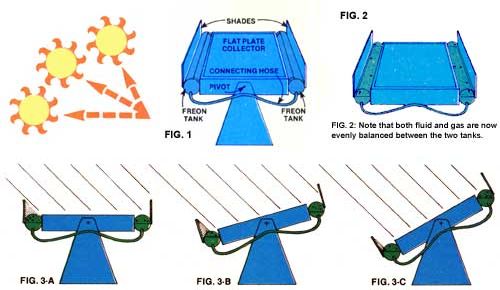 SHADES
FLAT PLATE
COLLECTOR
CONNECTING HOSE
PIVOT
FREON
TANK
FREON
TANK
FIG. 1
FIG. 2
FIG. 2: Note that both fluid and gas are now
evenly balanced between the two tanks.
FIG. 3-A
FIG. 3-B
FIG. 3-C